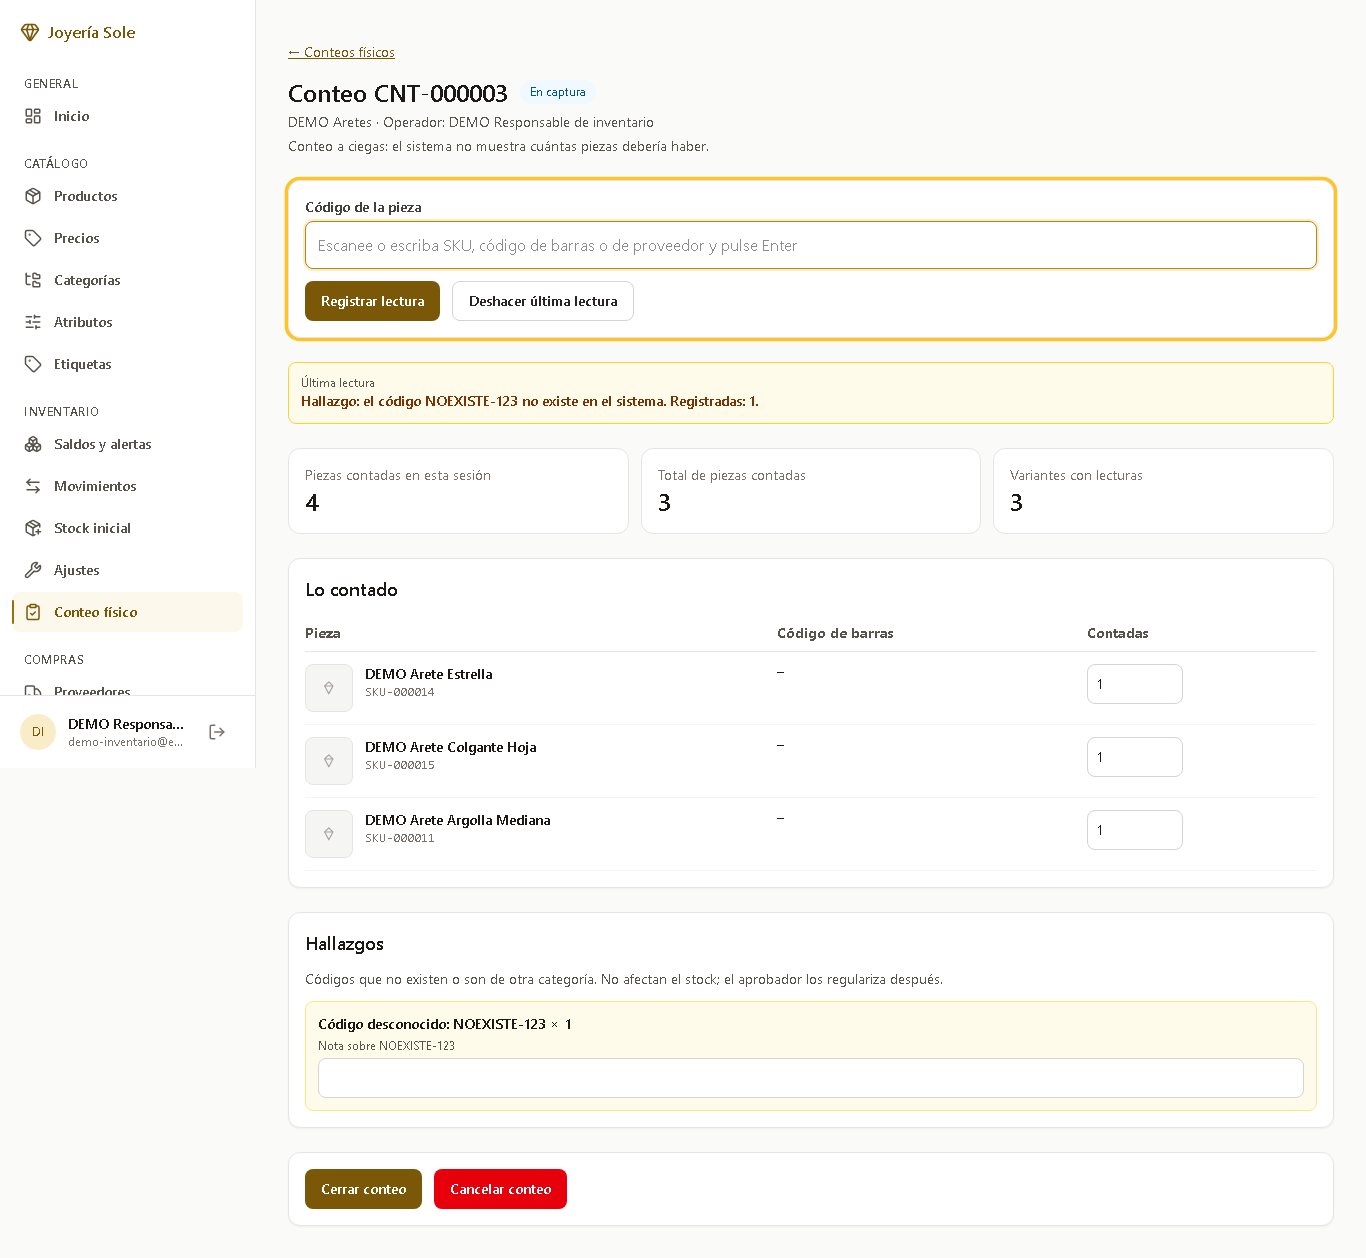 Joyería Sole
GENERAL
Inicio
CATÁLOGO
Productos
Precios
Categorías
Atributos
Etiquetas
INVENTARIO
Saldos y alertas
Movimientos
Stock inicial
Ajustes
Conteo físico
COMPRAS
Proveedores
DI
DEMO Responsa...
demo-inventario@e...
← Conteos físicos
Conteo CNT-000003 En captura
DEMO Aretes · Operador: DEMO Responsable de inventario
Conteo a ciegas: el sistema no muestra cuántas piezas debería haber.
Código de la pieza
Escanee o escriba SKU, código de barras o de proveedor y pulse Enter
Registrar lectura Deshacer última lectura
Última lectura
Hallazgo: el código NOEXISTE-123 no existe en el sistema. Registradas: 1.
Piezas contadas en esta sesión
4
Total de piezas contadas
3
Variantes con lecturas
3
Lo contado
Pieza Código de barras Contadas
DEMO Arete Estrella – 1
SKU-000014
DEMO Arete Colgante Hoja – 1
SKU-000015
DEMO Arete Argolla Mediana – 1
SKU-000011
Hallazgos
Códigos que no existen o son de otra categoría. No afectan el stock; el aprobador los regulariza después.
Código desconocido: NOEXISTE-123 × 1
Nota sobre NOEXISTE-123
Cerrar conteo Cancelar conteo